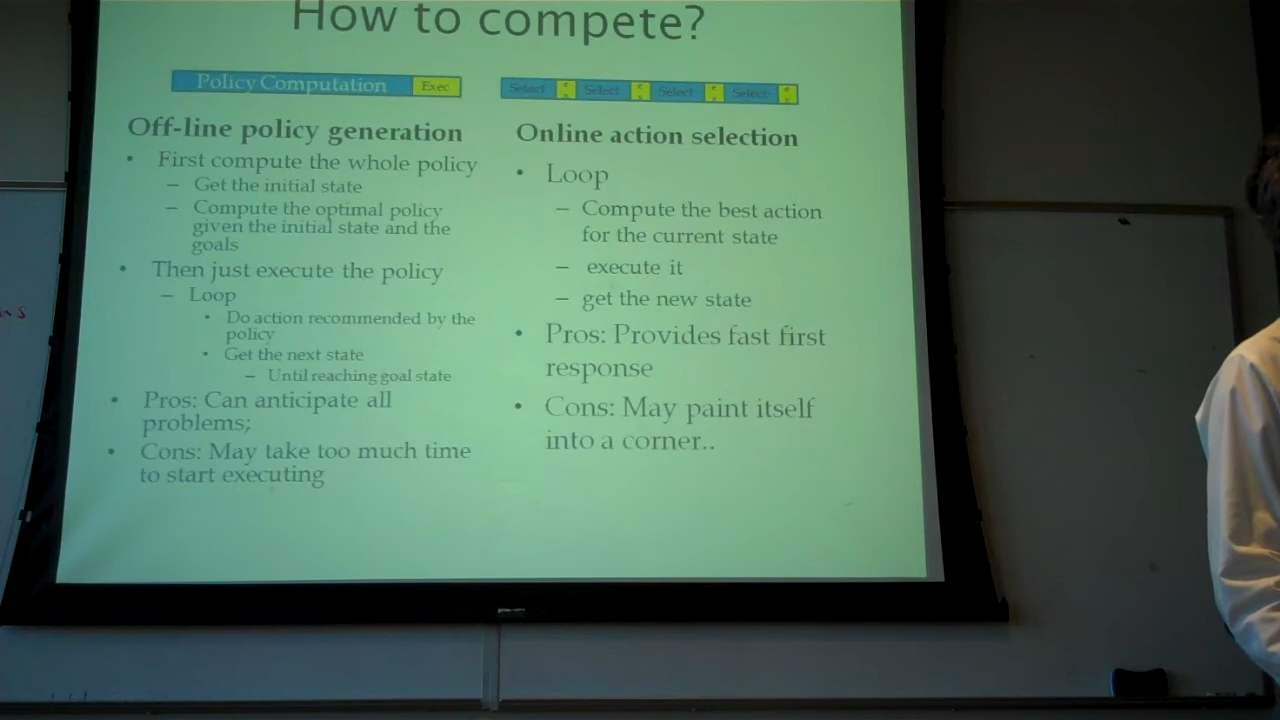 How to compete?
Policy Computation Exec
Select Select Select Select
Off-line policy generation
• First compute the whole policy
– Get the initial state
– Compute the optimal policy
given the initial state and the
goals
• Then just execute the policy
– Loop
• Do action recommended by the
policy
• Get the next state
– Until reaching goal state
• Pros: Can anticipate all
problems;
• Cons: May take too much time
to start executing
Online action selection
• Loop
– Compute the best action
for the current state
– execute it
– get the new state
• Pros: Provides fast first
response
• Cons: May paint itself
into a corner..